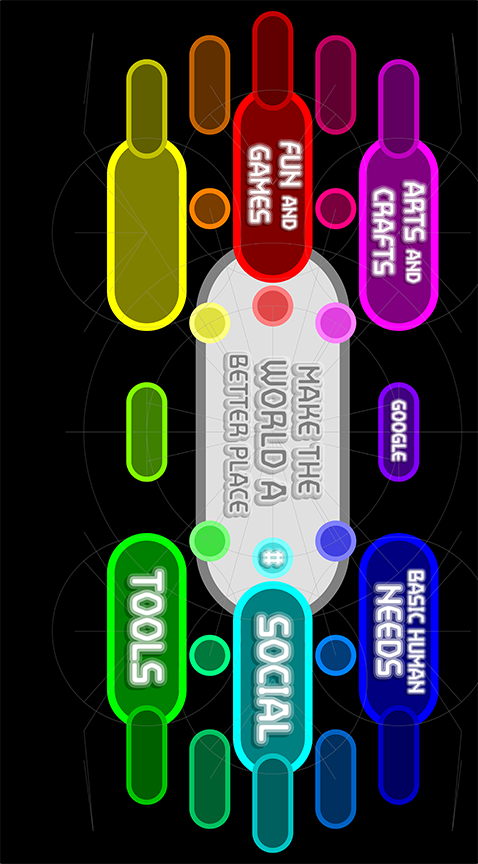 ARTS AND
CRAFTS
GOOGLE
BASIC HUMAN
NEEDS
FUN AND
GAMES
MAKE THE
WORLD A
BETTER PLACE
#
SOCIAL
TOOLS